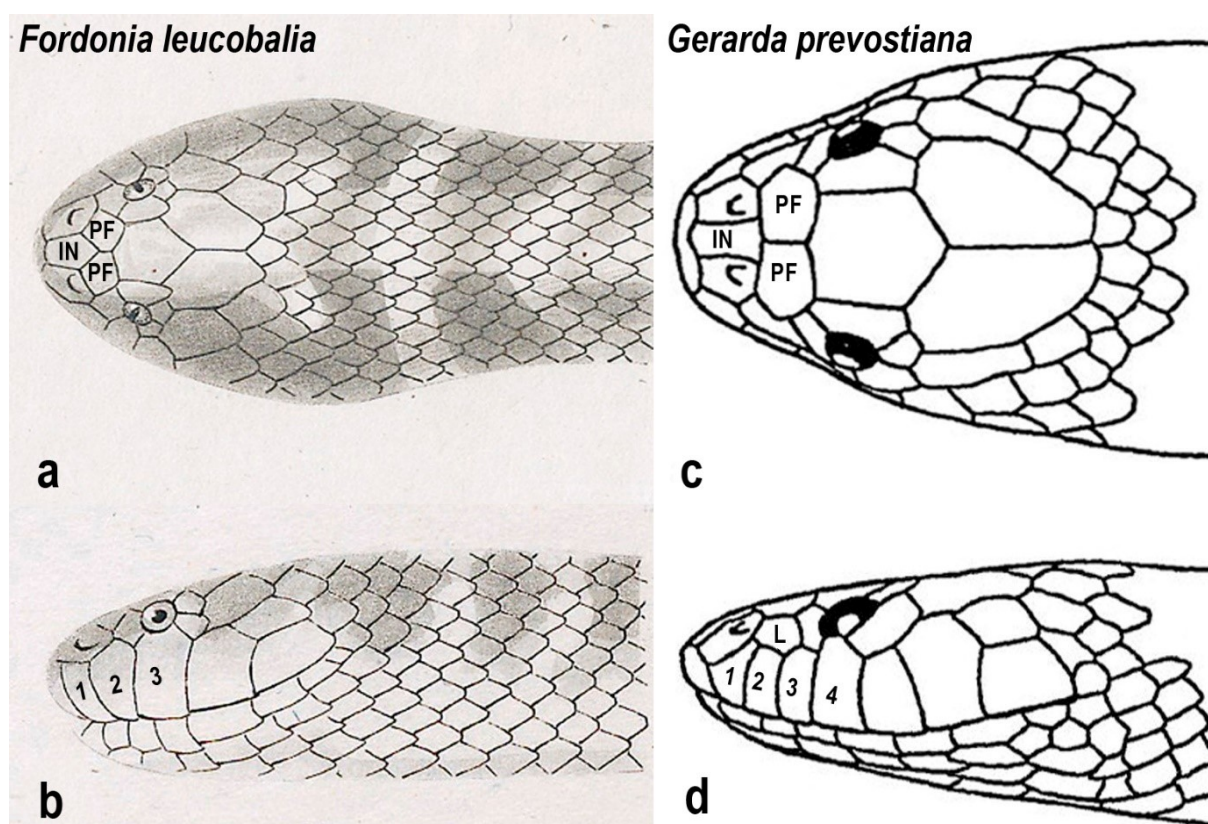 Fordonia leucobalia
Gerarda prevostiana
PF
IN
PF
a
PF
IN
PF
c
1 2 3
b
L
1 2 3 4
d